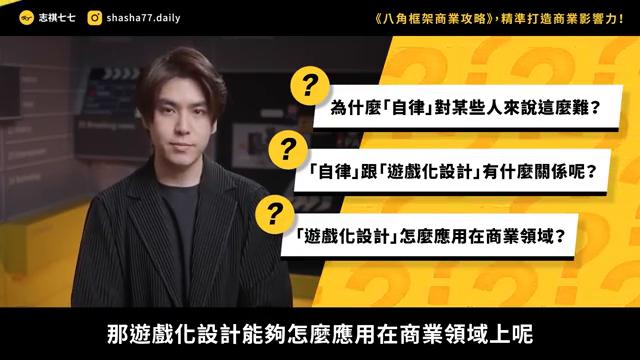 志祺七七 shasha77.daily 《八角框架商業攻略》，精準打造商業影響力！
? 為什麼「自律」對某些人來說這麼難？
? 「自律」跟「遊戲化設計」有什麼關係呢？
? 「遊戲化設計」怎麼應用在商業領域？
那遊戲化設計能夠怎麼應用在商業領域上呢